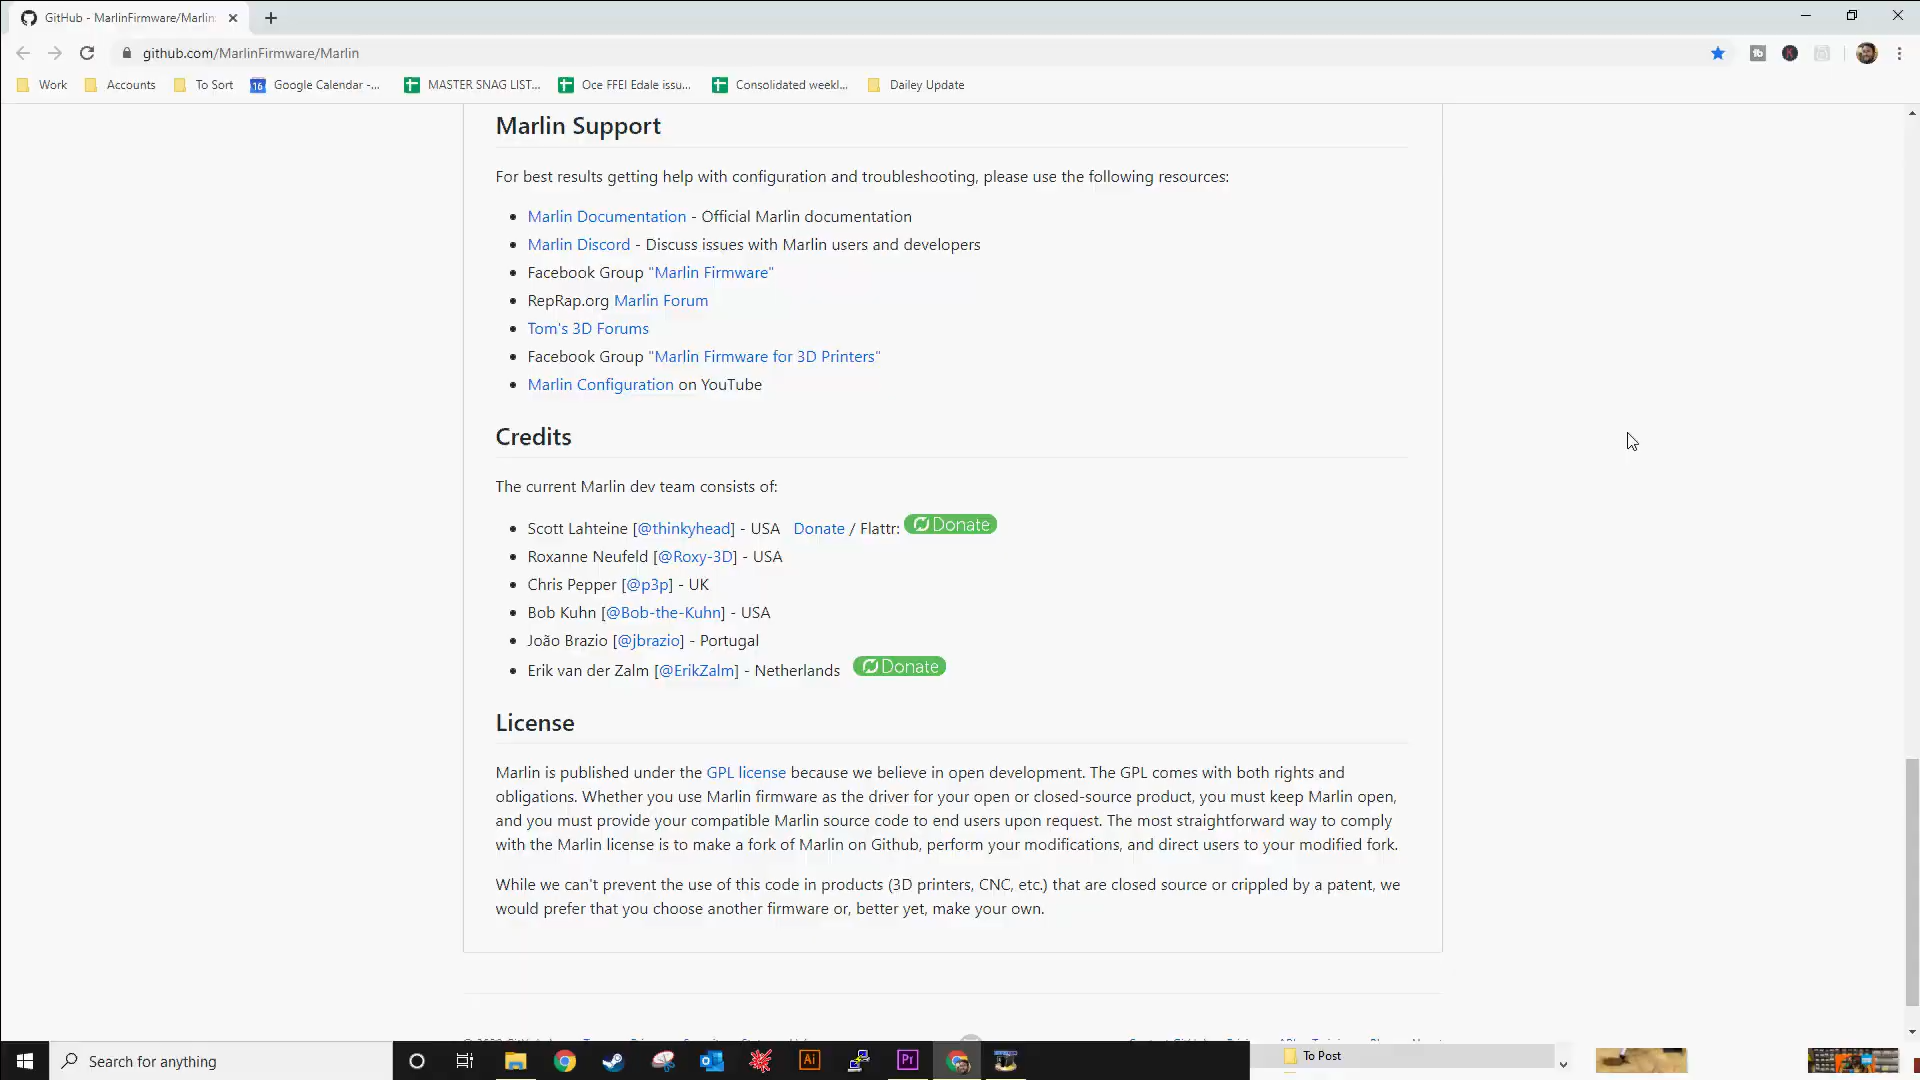 GitHub - MarlinFirmware/Marlin:
github.com/MarlinFirmware/Marlin
Work Accounts To Sort 16 Google Calendar -... MASTER SNAG LIST... Oce FFEI Edale issu... Consolidated weekl... Dailey Update
Marlin Support
For best results getting help with configuration and troubleshooting, please use the following resources:
Marlin Documentation - Official Marlin documentation
Marlin Discord - Discuss issues with Marlin users and developers
Facebook Group "Marlin Firmware"
RepRap.org Marlin Forum
Tom's 3D Forums
Facebook Group "Marlin Firmware for 3D Printers"
Marlin Configuration on YouTube
Credits
The current Marlin dev team consists of:
Scott Lahteine [@thinkyhead] - USA Donate / Flattr: Donate
Roxanne Neufeld [@Roxy-3D] - USA
Chris Pepper [@p3p] - UK
Bob Kuhn [@Bob-the-Kuhn] - USA
João Brazio [@jbrazio] - Portugal
Erik van der Zalm [@ErikZalm] - Netherlands Donate
License
Marlin is published under the GPL license because we believe in open development. The GPL comes with both rights and
obligations. Whether you use Marlin firmware as the driver for your open or closed-source product, you must keep Marlin open,
and you must provide your compatible Marlin source code to end users upon request. The most straightforward way to comply
with the Marlin license is to make a fork of Marlin on Github, perform your modifications, and direct users to your modified fork.
While we can't prevent the use of this code in products (3D printers, CNC, etc.) that are closed source or crippled by a patent, we
would prefer that you choose another firmware or, better yet, make your own.
Search for anything Ai Pr To Post